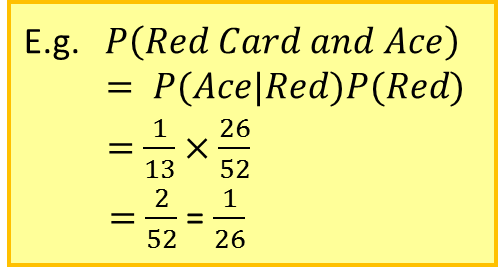 E.g. P(Red Card and Ace)
= P(Ace|Red)P(Red)
= 1/13 × 26/52
= 2/52 = 1/26